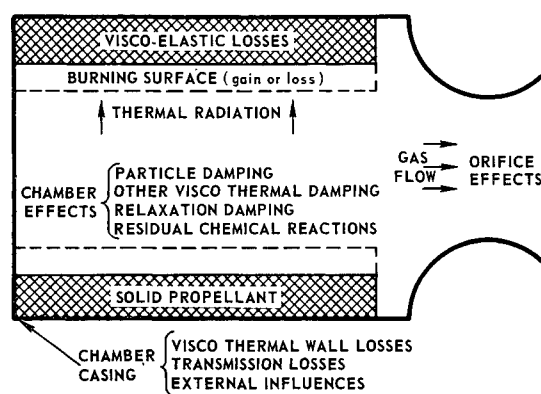 VISCO-ELASTIC LOSSES
BURNING SURFACE (gain or loss)
THERMAL RADIATION
CHAMBER EFFECTS
PARTICLE DAMPING
OTHER VISCO THERMAL DAMPING
RELAXATION DAMPING
RESIDUAL CHEMICAL REACTIONS
GAS FLOW
ORIFICE EFFECTS
SOLID PROPELLANT
CHAMBER CASING
VISCO THERMAL WALL LOSSES
TRANSMISSION LOSSES
EXTERNAL INFLUENCES